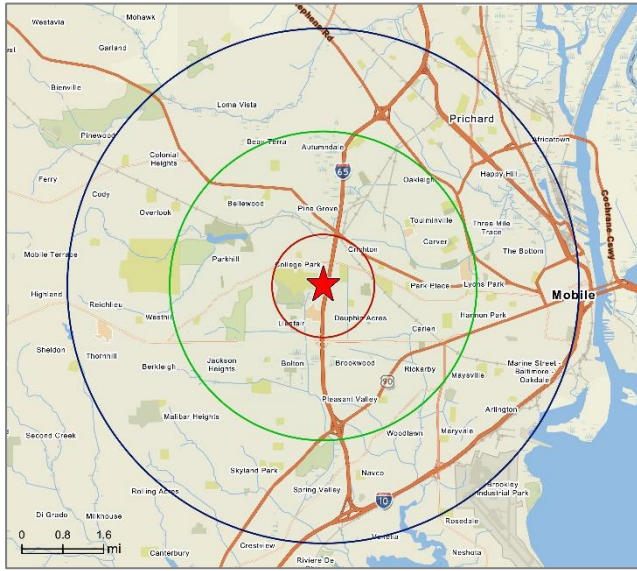 Westavia
Mohawk
Stephens Rd
Garland
Bienville
Loma Vista
Prichard
Africatown
Pinewood
Beau Terra
Autumndale
Colonial
Heights
65
Happy Hill
Ferry
Cody
Bellewood
Oakleigh
Cochrane Cswy
Overlook
Pine Grove
Toulminville
Three Mile
Trace
Crichton
Carver
The Bottom
Mobile Terrace
Parkhill
College Park
Park Place
Lyons Park
Highland
Reichlieu
Mobile
Westhill
Llenfair
Dauphin Acres
Harmon Park
Carlen
Sheldon
Thornhill
Berkleigh
Jackson
Heights
Bolton
Brookwood
Rickarby
Marine Street -
Baltimore -
Oakdale
90
Maysville
Malibar Heights
Pleasant Valley
Arlington
Second Creek
Woodlawn
Maryvale
Skyland Park
Navco
Brookley
Industrial Park
Rolling Acres
Spring Valley
10
Di Grado
Milkhouse
Rosedale
0 0.8 1.6
mi
Canterbury
Crestview
Neshota
Riviere De